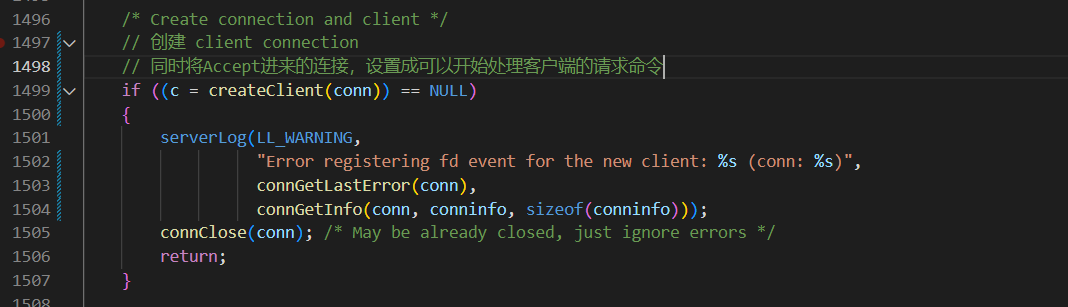 1496 /* Create connection and client */
1497 // 创建 client connection
1498 // 同时将Accept进来的连接，设置成可以开始处理客户端的请求命令
1499 if ((c = createClient(conn)) == NULL)
1500 {
1501 serverLog(LL_WARNING,
1502 "Error registering fd event for the new client: %s (conn: %s)",
1503 connGetLastError(conn),
1504 connGetInfo(conn, conninfo, sizeof(conninfo)));
1505 connClose(conn); /* May be already closed, just ignore errors */
1506 return;
1507 }
1508